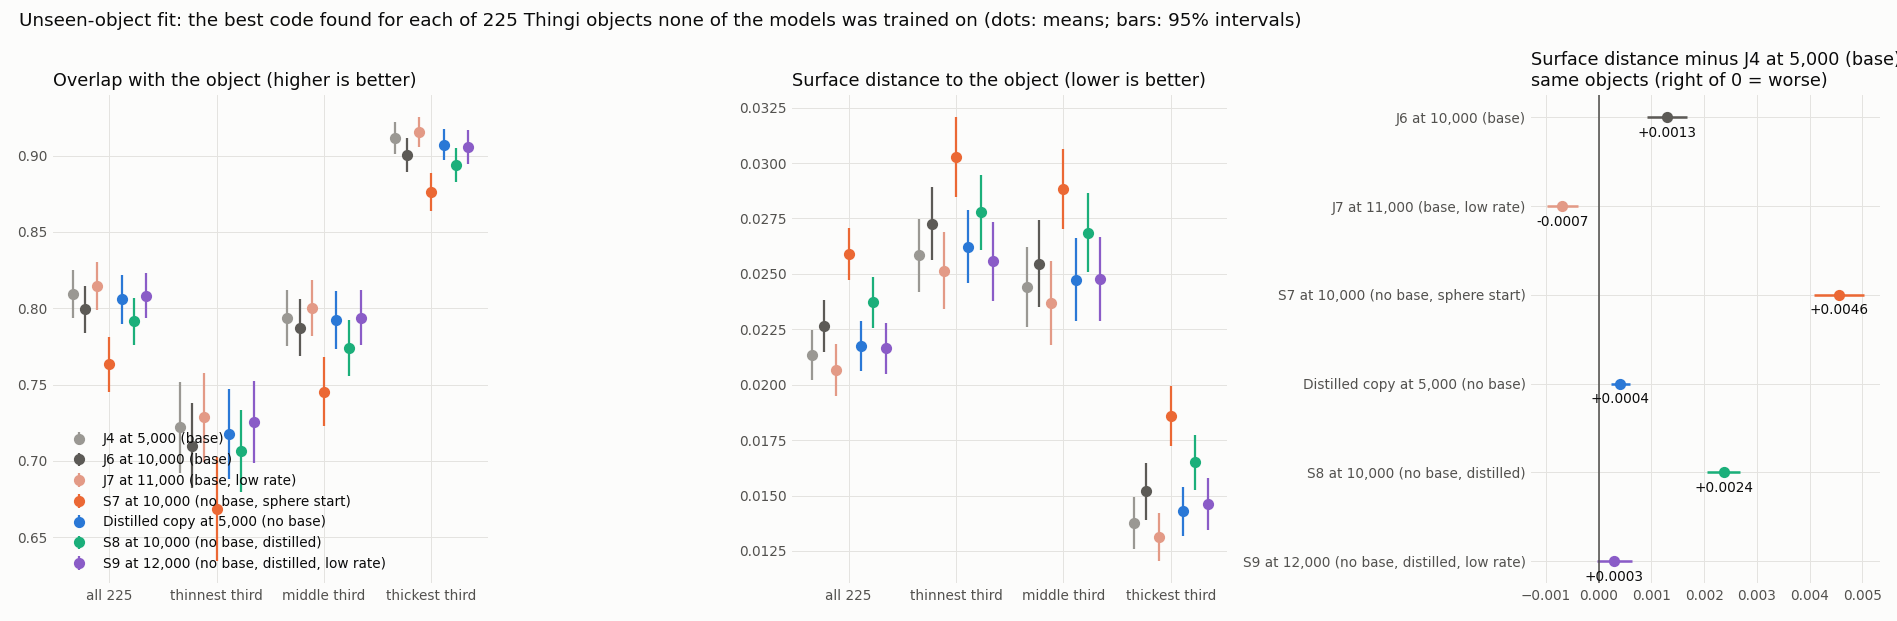 Unseen-object fit: the best code found for each of 225 Thingi objects none of the models was trained on (dots: means; bars: 95% intervals)
Overlap with the object (higher is better)
0.90
0.85
0.80
0.75
0.70
0.65
J4 at 5,000 (base)
J6 at 10,000 (base)
J7 at 11,000 (base, low rate)
S7 at 10,000 (no base, sphere start)
Distilled copy at 5,000 (no base)
S8 at 10,000 (no base, distilled)
S9 at 12,000 (no base, distilled, low rate)
all 225
thinnest third
middle third
thickest third
Surface distance to the object (lower is better)
0.0325
0.0300
0.0275
0.0250
0.0225
0.0200
0.0175
0.0150
0.0125
all 225
thinnest third
middle third
thickest third
Surface distance minus J4 at 5,000 (base)
same objects (right of 0 = worse)
J6 at 10,000 (base)
+0.0013
J7 at 11,000 (base, low rate)
-0.0007
S7 at 10,000 (no base, sphere start)
+0.0046
Distilled copy at 5,000 (no base)
+0.0004
S8 at 10,000 (no base, distilled)
+0.0024
S9 at 12,000 (no base, distilled, low rate)
+0.0003
−0.001
0.000
0.001
0.002
0.003
0.004
0.005